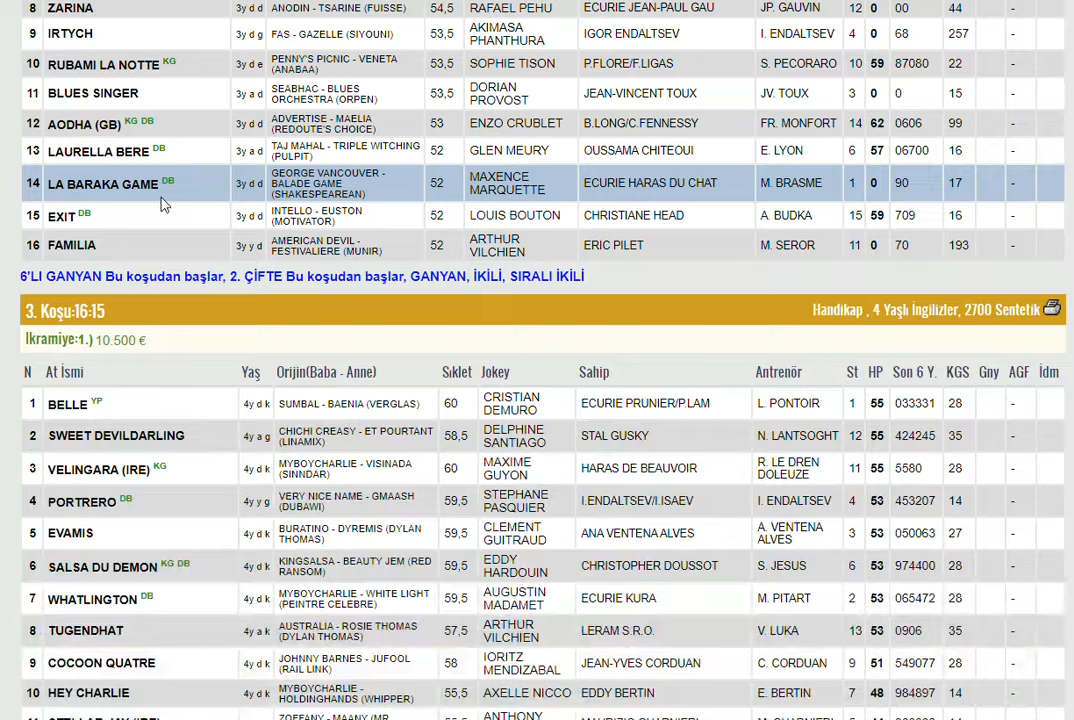 8 ZARINA 3y d d ANODIN - TSARINE (FUISSE) 54,5 RAFAEL PEHU ECURIE JEAN-PAUL GAU JP. GAUVIN 12 0 00 44 -
9 IRTYCH 3y d g FAS - GAZELLE (SIYOUNI) 53,5 AKIMASA PHANTHURA IGOR ENDALTSEV I. ENDALTSEV 4 0 68 257 -
10 RUBAMI LA NOTTE KG 3y d e PENNY'S PICNIC - VENETA (ANABAA) 53,5 SOPHIE TISON P.FLORE/F.LIGAS S. PECORARO 10 59 87080 22 -
11 BLUES SINGER 3y a d SEABHAC - BLUES ORCHESTRA (ORPEN) 53,5 DORIAN PROVOST JEAN-VINCENT TOUX JV. TOUX 3 0 0 15 -
12 AODHA (GB) KG DB 3y d d ADVERTISE - MAELIA (REDOUTE'S CHOICE) 53 ENZO CRUBLET B.LONG/C.FENNESSY FR. MONFORT 14 62 0606 99 -
13 LAURELLA BERE DB 3y a d TAJ MAHAL - TRIPLE WITCHING (PULPIT) 52 GLEN MEURY OUSSAMA CHITEOUI E. LYON 6 57 06700 16 -
14 LA BARAKA GAME DB 3y d d GEORGE VANCOUVER - BALADE GAME (SHAKESPEAREAN) 52 MAXENCE MARQUETTE ECURIE HARAS DU CHAT M. BRASME 1 0 90 17 -
15 EXIT DB 3y d d INTELLO - EUSTON (MOTIVATOR) 52 LOUIS BOUTON CHRISTIANE HEAD A. BUDKA 15 59 709 16 -
16 FAMILIA 3y y d AMERICAN DEVIL - FESTIVALIERE (MUNIR) 52 ARTHUR VILCHIEN ERIC PILET M. SEROR 11 0 70 193 -
6'LI GANYAN Bu koşudan başlar, 2. ÇİFTE Bu koşudan başlar, GANYAN, İKİLİ, SIRALI İKİLİ
3. Koşu:16:15 Handikap , 4 Yaşlı İngilizler, 2700 Sentetik
İkramiye:1.) 10.500 €
N At İsmi Yaş Orijin(Baba - Anne) Sıklet Jokey Sahip Antrenör St HP Son 6 Y. KGS Gny AGF İdm
1 BELLE YP 4y d k SUMBAL - BAENIA (VERGLAS) 60 CRISTIAN DEMURO ECURIE PRUNIER/P.LAM L. PONTOIR 1 55 033331 28 -
2 SWEET DEVILDARLING 4y a g CHICHI CREASY - ET POURTANT (LINAMIX) 58,5 DELPHINE SANTIAGO STAL GUSKY N. LANTSOGHT 12 55 424245 35 -
3 VELINGARA (IRE) KG 4y d k MYBOYCHARLIE - VISINADA (SINNDAR) 60 MAXIME GUYON HARAS DE BEAUVOIR R. LE DREN DOLEUZE 11 55 5580 28 -
4 PORTRERO DB 4y y g VERY NICE NAME - GMAASH (DUBAWI) 59,5 STEPHANE PASQUIER I.ENDALTSEV/I.ISAEV I. ENDALTSEV 4 53 453207 14 -
5 EVAMIS 4y d k BURATINO - DYREMIS (DYLAN THOMAS) 59,5 CLEMENT GUITRAUD ANA VENTENA ALVES A. VENTENA ALVES 3 53 050063 27 -
6 SALSA DU DEMON KG DB 4y d k KINGSALSA - BEAUTY JEM (RED RANSOM) 59,5 EDDY HARDOUIN CHRISTOPHER DOUSSOT S. JESUS 6 53 974400 28 -
7 WHATLINGTON DB 4y d k MYBOYCHARLIE - WHITE LIGHT (PEINTRE CELEBRE) 59,5 AUGUSTIN MADAMET ECURIE KURA M. PITART 2 53 065472 28 -
8 TUGENDHAT 4y a k AUSTRALIA - ROSIE THOMAS (DYLAN THOMAS) 57,5 ARTHUR VILCHIEN LERAM S.R.O. V. LUKA 13 53 0906 35 -
9 COCOON QUATRE 4y d k JOHNNY BARNES - JUFOOL (RAIL LINK) 58 IORITZ MENDIZABAL JEAN-YVES CORDUAN C. CORDUAN 9 51 549077 28 -
10 HEY CHARLIE 4y d k MYBOYCHARLIE - HOLDINGHANDS (WHIPPER) 55,5 AXELLE NICCO EDDY BERTIN E. BERTIN 7 48 984897 14 -
ZOFFANY - MAANY (MR ANTHONY